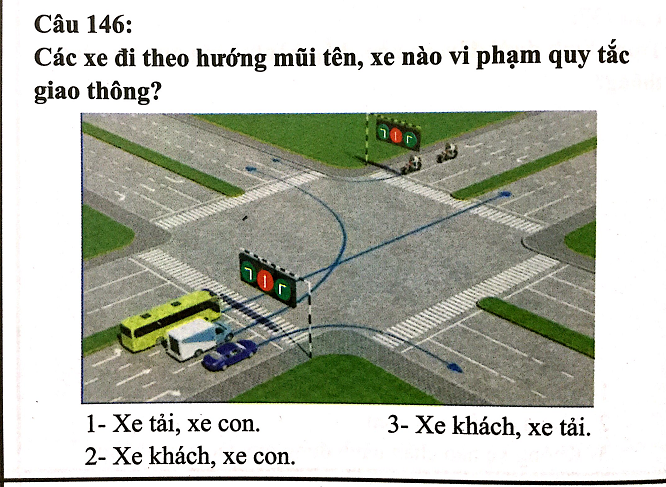 Câu 146:
Các xe đi theo hướng mũi tên, xe nào vi phạm quy tắc
giao thông?
1- Xe tải, xe con.
3- Xe khách, xe tải.
2- Xe khách, xe con.